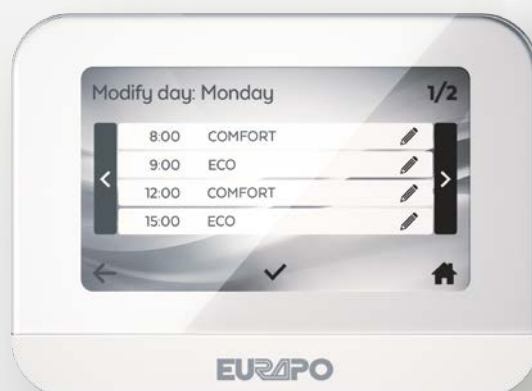 Modify day: Monday 1/2
8:00 COMFORT
9:00 ECO
12:00 COMFORT
15:00 ECO
EURAPO